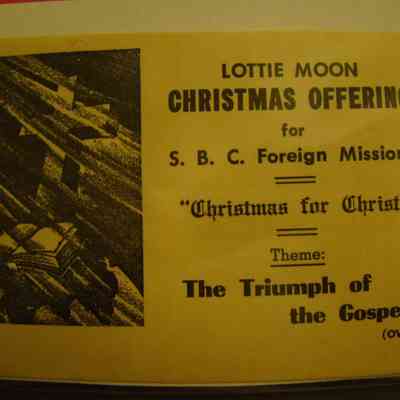 LOTTIE MOON
CHRISTMAS OFFERING
for
S. B. C. Foreign Mission
"Christmas for Christ
Theme:
The Triumph of
the Gospe
(OV